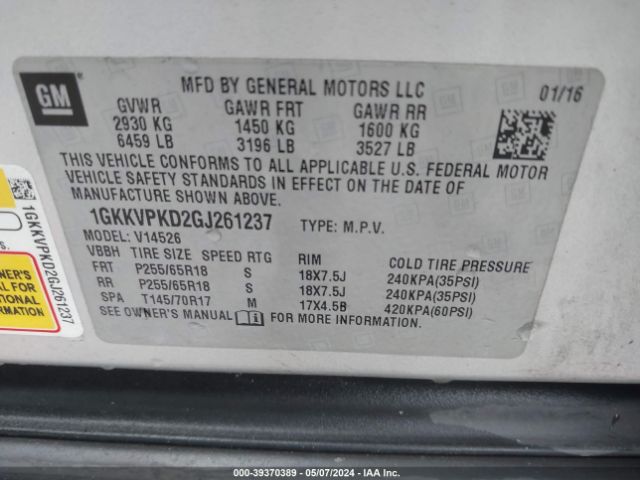 GM
MFD BY GENERAL MOTORS LLC
01/16
GVWR GAWR FRT GAWR RR
2930 KG 1450 KG 1600 KG
6459 LB 3196 LB 3527 LB
THIS VEHICLE CONFORMS TO ALL APPLICABLE U.S. FEDERAL MOTOR
VEHICLE SAFETY STANDARDS IN EFFECT ON THE DATE OF
MANUFACTURE SHOWN ABOVE.
1GKKVPKD2GJ261237 TYPE: M.P.V.
MODEL: V14526
VBBH TIRE SIZE SPEED RTG RIM COLD TIRE PRESSURE
FRT P255/65R18 S 18X7.5J 240KPA(35PSI)
RR P255/65R18 S 18X7.5J 240KPA(35PSI)
SPA T145/70R17 M 17X4.5B 420KPA(60PSI)
SEE OWNER'S MANUAL FOR MORE INFORMATION.
1GKKVPKD2GJ261237
WNER'S
FOR
TIONAL
RMATION
© - 39370389 - 05/07/2024 - IAA Inc.